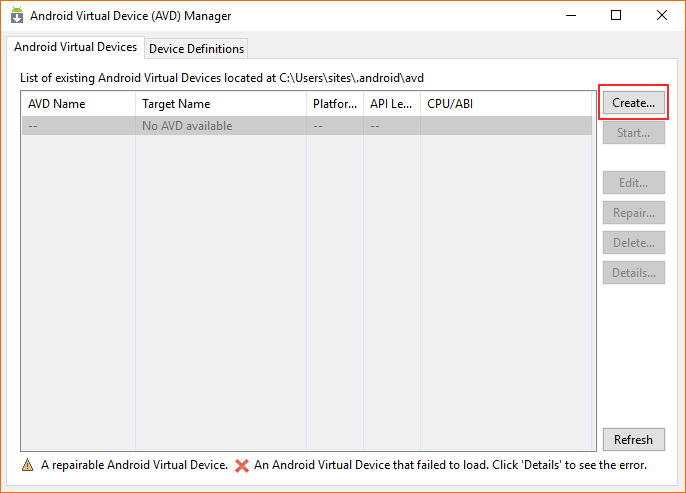 Android Virtual Device (AVD) Manager
Android Virtual Devices Device Definitions
List of existing Android Virtual Devices located at C:\Users\sites\.android\avd
AVD Name Target Name Platfor... API Le... CPU/ABI
-- No AVD available -- --
Create...
Start...
Edit...
Repair...
Delete...
Details...
Refresh
A repairable Android Virtual Device. An Android Virtual Device that failed to load. Click 'Details' to see the error.